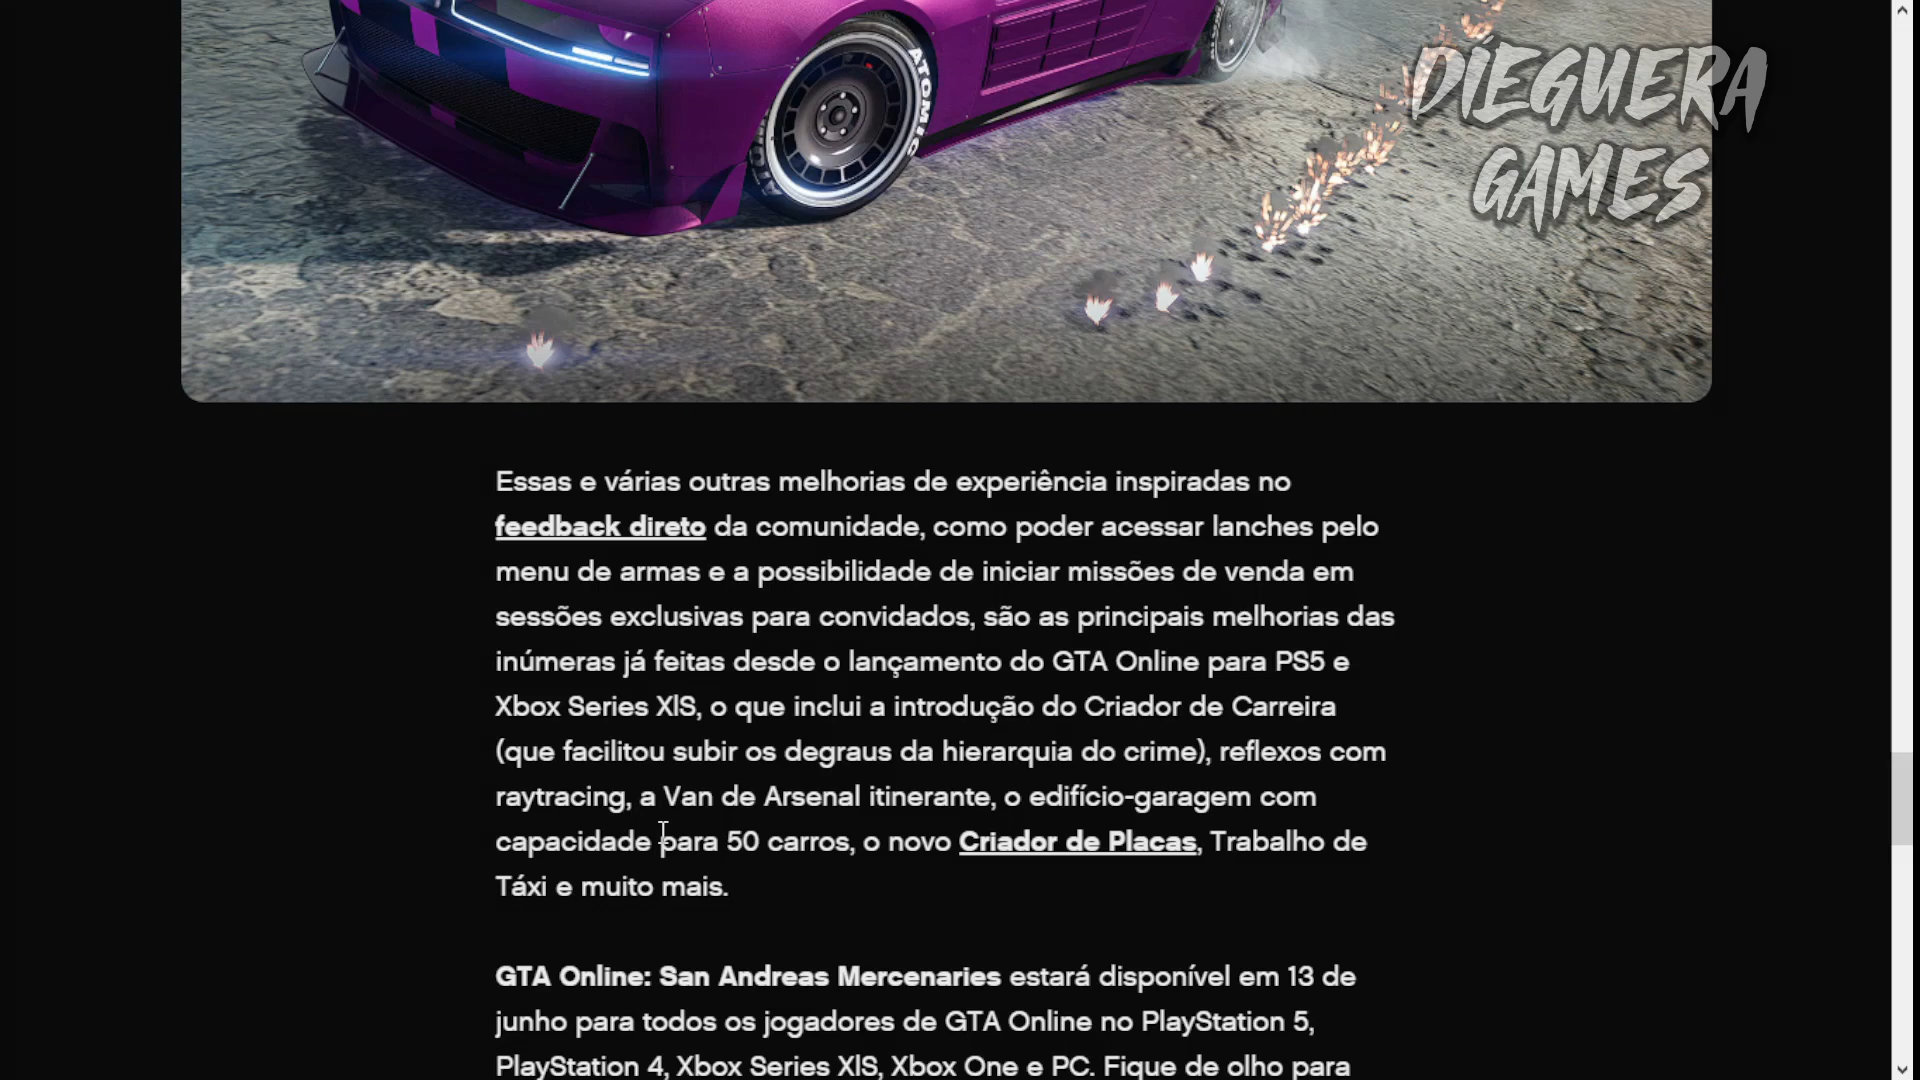 ATOMIC
DIEGUERA
GAMES
Essas e várias outras melhorias de experiência inspiradas no
feedback direto da comunidade, como poder acessar lanches pelo
menu de armas e a possibilidade de iniciar missões de venda em
sessões exclusivas para convidados, são as principais melhorias das
inúmeras já feitas desde o lançamento do GTA Online para PS5 e
Xbox Series X|S, o que inclui a introdução do Criador de Carreira
(que facilitou subir os degraus da hierarquia do crime), reflexos com
raytracing, a Van de Arsenal itinerante, o edifício-garagem com
capacidade para 50 carros, o novo Criador de Placas, Trabalho de
Táxi e muito mais.
GTA Online: San Andreas Mercenaries estará disponível em 13 de
junho para todos os jogadores de GTA Online no PlayStation 5,
PlayStation 4, Xbox Series X|S, Xbox One e PC. Fique de olho para